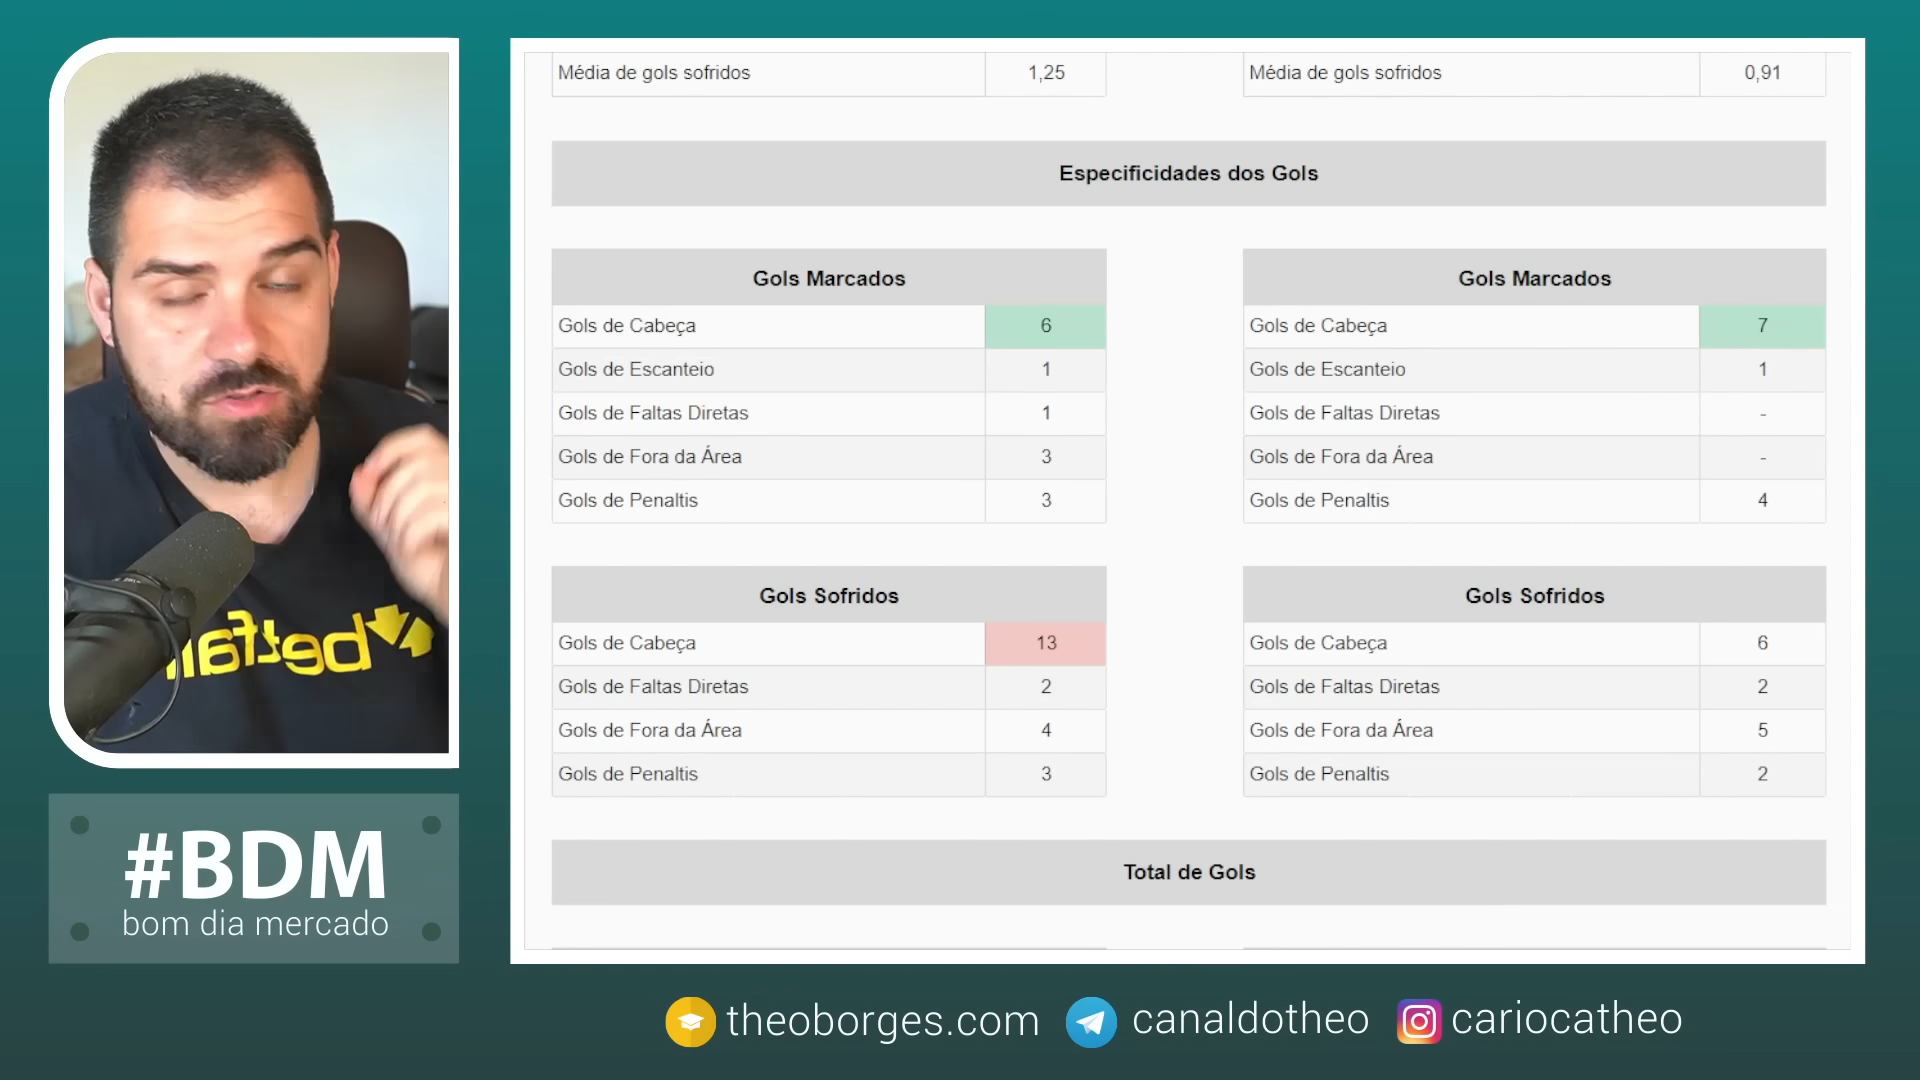 Média de gols sofridos 1,25
Média de gols sofridos 0,91
Especificidades dos Gols
Gols Marcados
Gols de Cabeça 6
Gols de Escanteio 1
Gols de Faltas Diretas 1
Gols de Fora da Área 3
Gols de Penaltis 3
Gols Marcados
Gols de Cabeça 7
Gols de Escanteio 1
Gols de Faltas Diretas -
Gols de Fora da Área -
Gols de Penaltis 4
Gols Sofridos
Gols de Cabeça 13
Gols de Faltas Diretas 2
Gols de Fora da Área 4
Gols de Penaltis 3
Gols Sofridos
Gols de Cabeça 6
Gols de Faltas Diretas 2
Gols de Fora da Área 5
Gols de Penaltis 2
Total de Gols
betfai
#BDM
bom dia mercado
theoborges.com
canaldotheo
cariocatheo